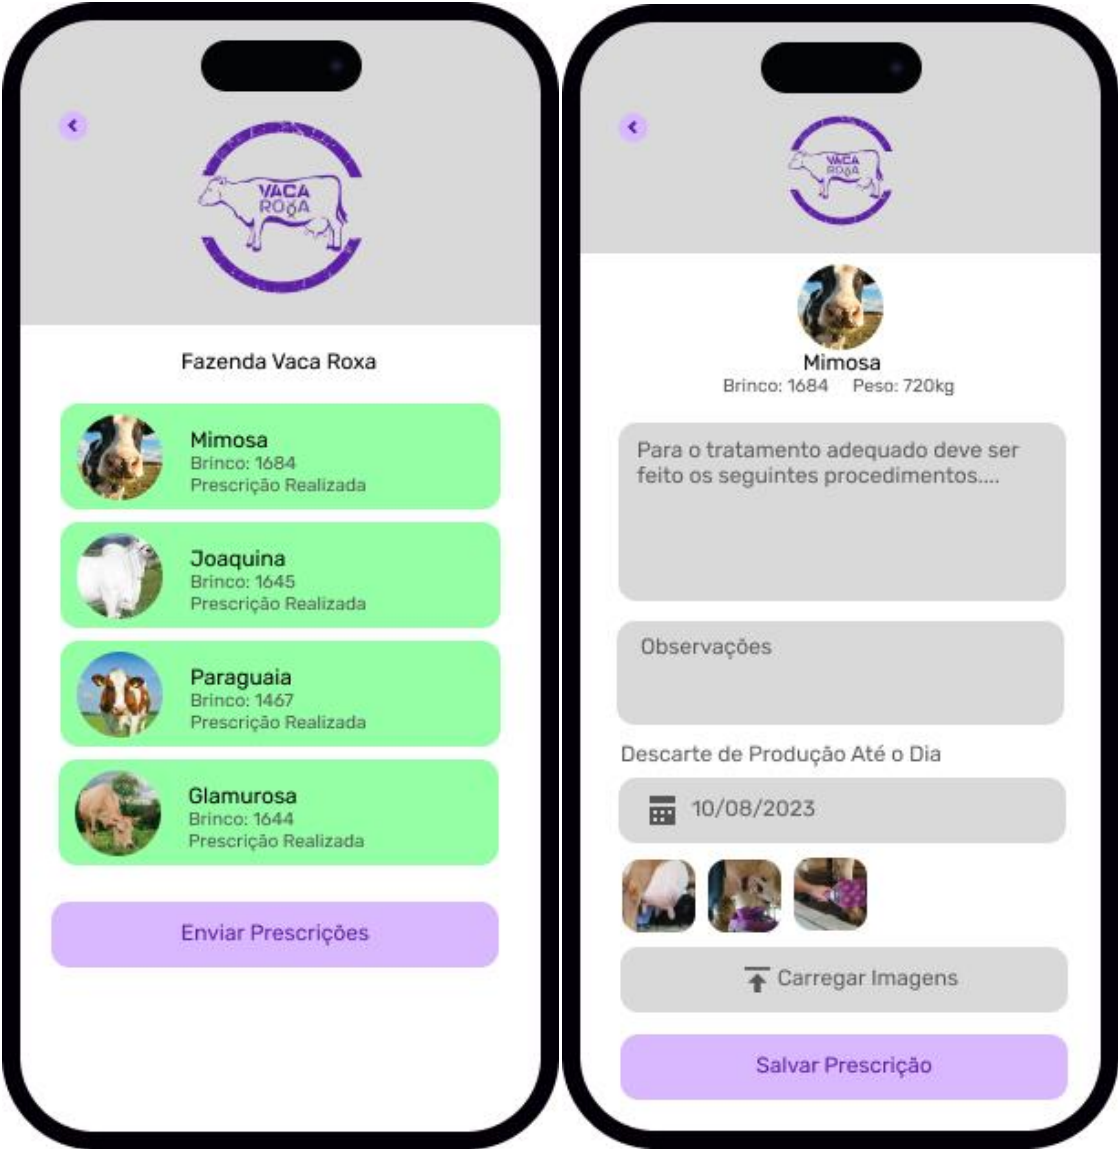 VACA
ROXA
Fazenda Vaca Roxa
Mimosa
Brinco: 1684
Prescrição Realizada
Joaquina
Brinco: 1645
Prescrição Realizada
Paraguaia
Brinco: 1467
Prescrição Realizada
Glamurosa
Brinco: 1644
Prescrição Realizada
Enviar Prescrições
VACA
ROXA
Mimosa
Brinco: 1684 Peso: 720kg
Para o tratamento adequado deve ser
feito os seguintes procedimentos....
Observações
Descarte de Produção Até o Dia
10/08/2023
Carregar Imagens
Salvar Prescrição